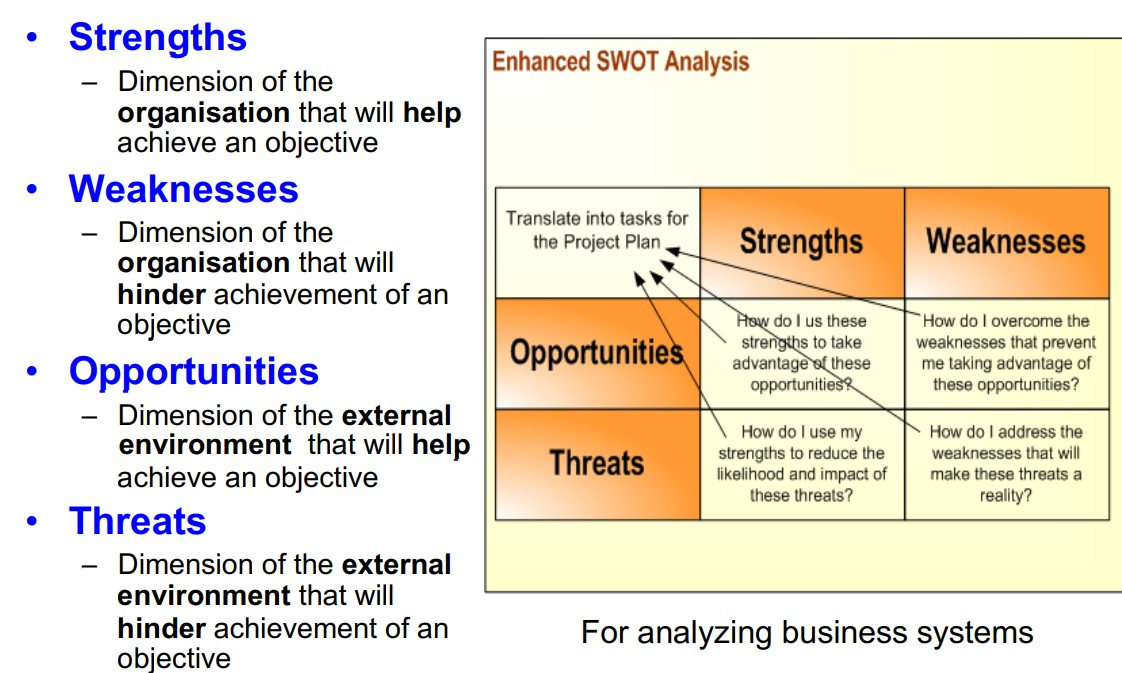 • Strengths
– Dimension of the
organisation that will help
achieve an objective
• Weaknesses
– Dimension of the
organisation that will
hinder achievement of an
objective
• Opportunities
– Dimension of the external
environment that will help
achieve an objective
• Threats
– Dimension of the external
environment that will
hinder achievement of an
objective
Enhanced SWOT Analysis
Translate into tasks for
the Project Plan
Strengths
Weaknesses
Opportunities
How do I us these
strengths to take
advantage of these
opportunities?
How do I overcome the
weaknesses that prevent
me taking advantage of
these opportunities?
Threats
How do I use my
strengths to reduce the
likelihood and impact of
these threats?
How do I address the
weaknesses that will
make these threats a
reality?
For analyzing business systems